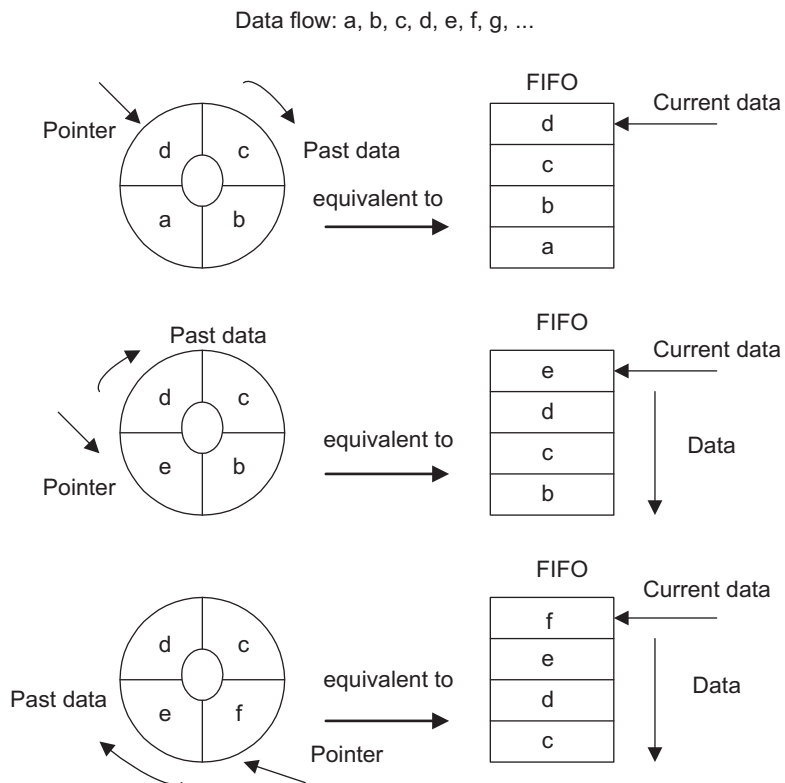 Data flow: a, b, c, d, e, f, g, ...
FIFO
Pointer
Current data
d
c
Past data
a
b
equivalent to
d
c
b
a
Past data
FIFO
Current data
d
c
e
b
Pointer
equivalent to
e
d
c
b
Data
FIFO
Current data
d
c
Past data
e
f
Pointer
equivalent to
f
e
d
c
Data